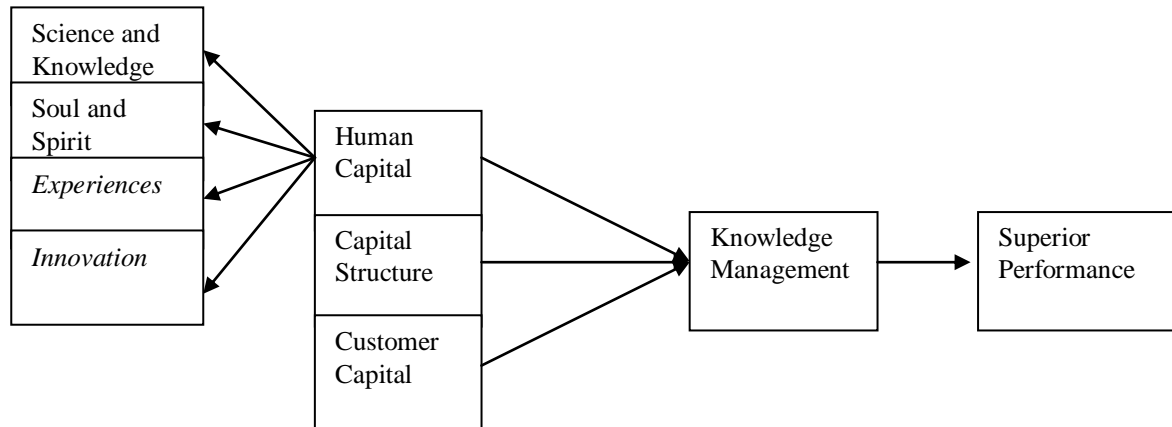 Science and
Knowledge
Soul and
Spirit
Experiences
Innovation
Human
Capital
Capital
Structure
Customer
Capital
Knowledge
Management
Superior
Performance